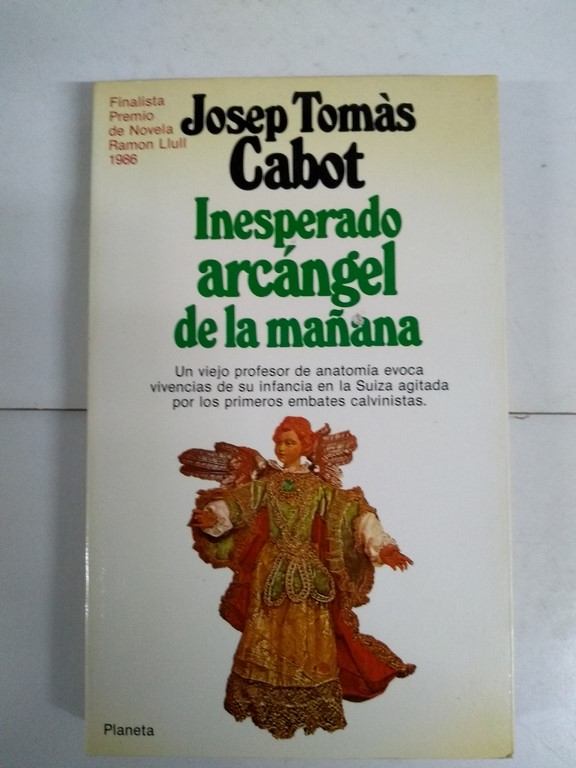 Finalista
Premio
de Novela
Ramon Llull
1986
Josep Tomàs
Cabot
Inesperado
arcángel
de la mañana
Un viejo profesor de anatomía evoca
vivencias de su infancia en la Suiza agitada
por los primeros embates calvinistas.
Planeta